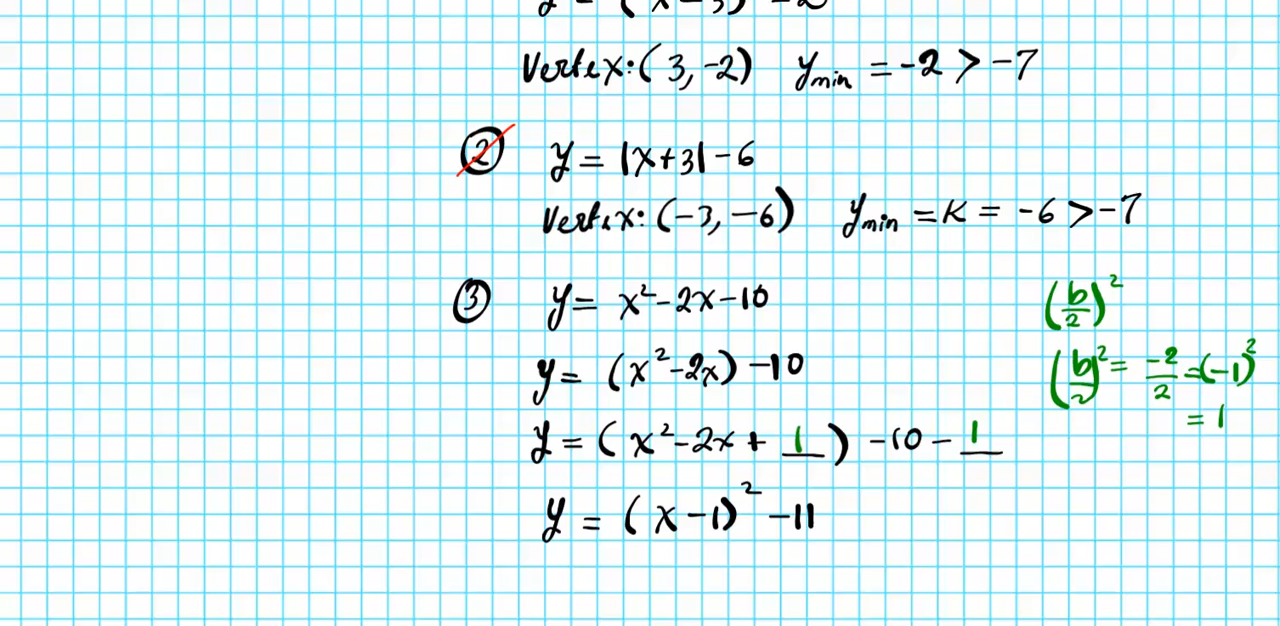 y = (x-3) -2
Vertex:(3,-2) ymin = -2 > -7
② y = |x+3|-6
Vertex: (-3,-6) ymin = K = -6 > -7
③ y = x²-2x-10
(b/2)²
y = (x²-2x) -10
(b/2)² = -2/2 = (-1)²
= 1
y = (x²-2x + 1) -10 - 1
y = (x-1)² -11